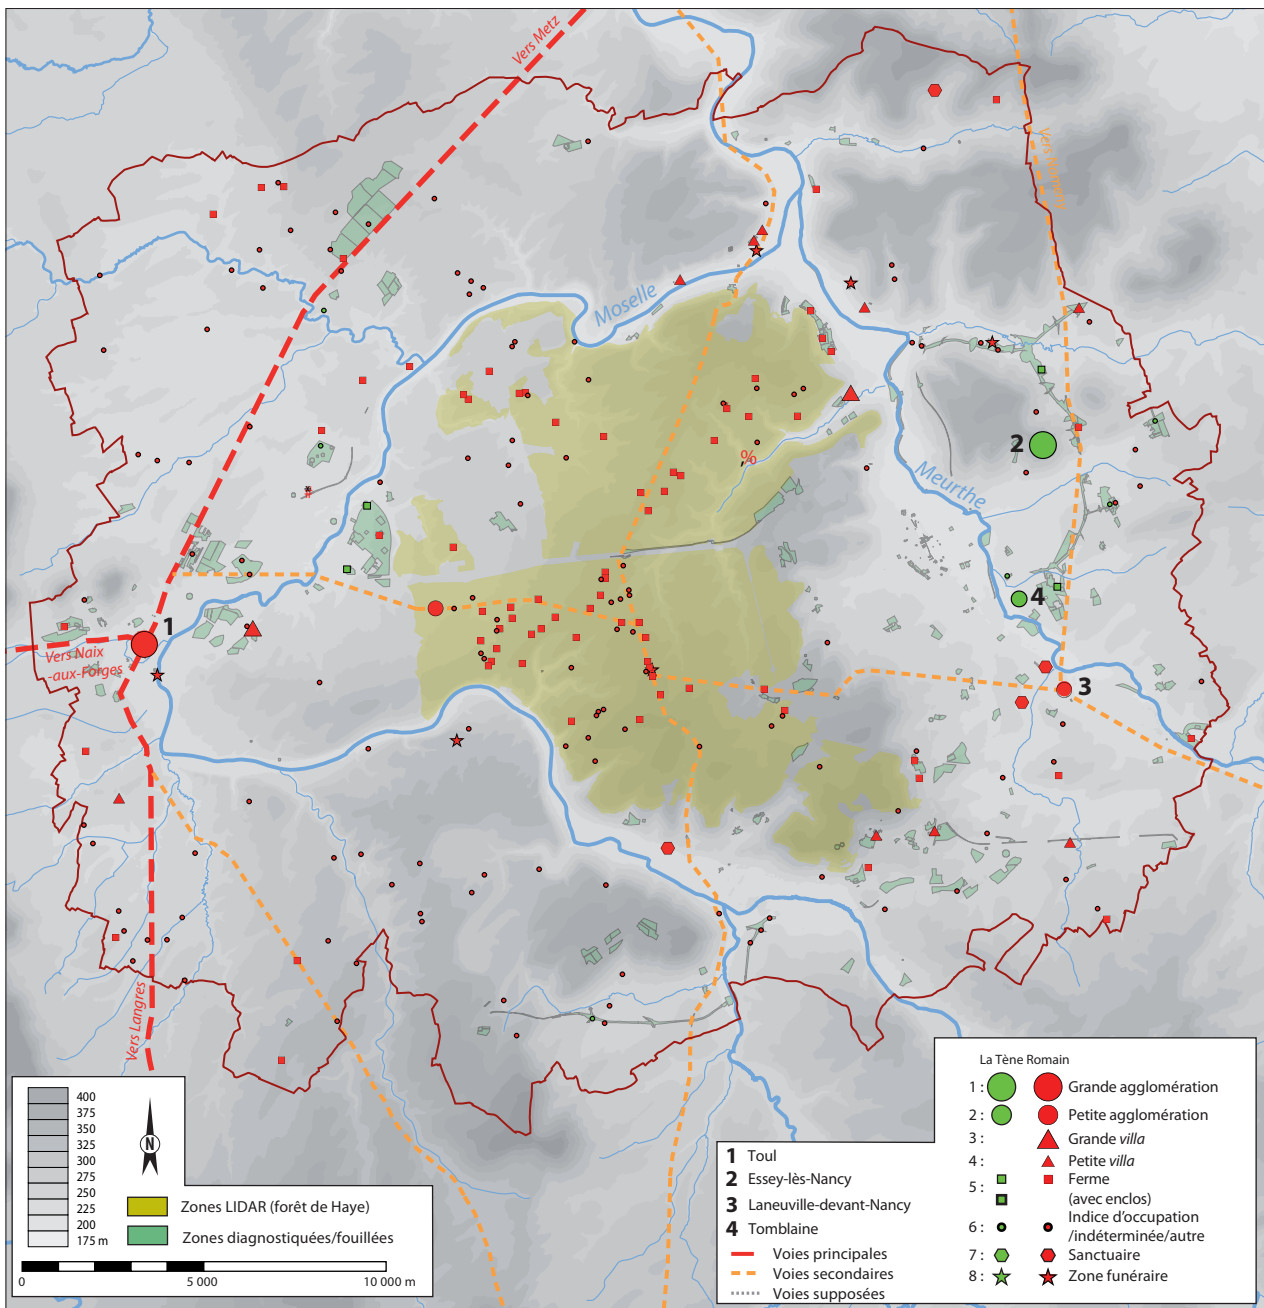 Vers Metz
Vers Nomeny
Moselle
2
Meurthe
%
#
4
1
Vers Naix
-aux-Forges
3
Vers Langres
400
375
350
325
300
275
250
225
200
175 m
N
Zones LIDAR (forêt de Haye)
Zones diagnostiquées/fouillées
0
5 000
10 000 m
1 Toul
2 Essey-lès-Nancy
3 Laneuville-devant-Nancy
4 Tomblaine
Voies principales
Voies secondaires
Voies supposées
La Tène Romain
1 : Grande agglomération
2 : Petite agglomération
3 : Grande villa
4 : Petite villa
5 : Ferme
(avec enclos)
6 : Indice d'occupation
/indéterminée/autre
7 : Sanctuaire
8 : Zone funéraire